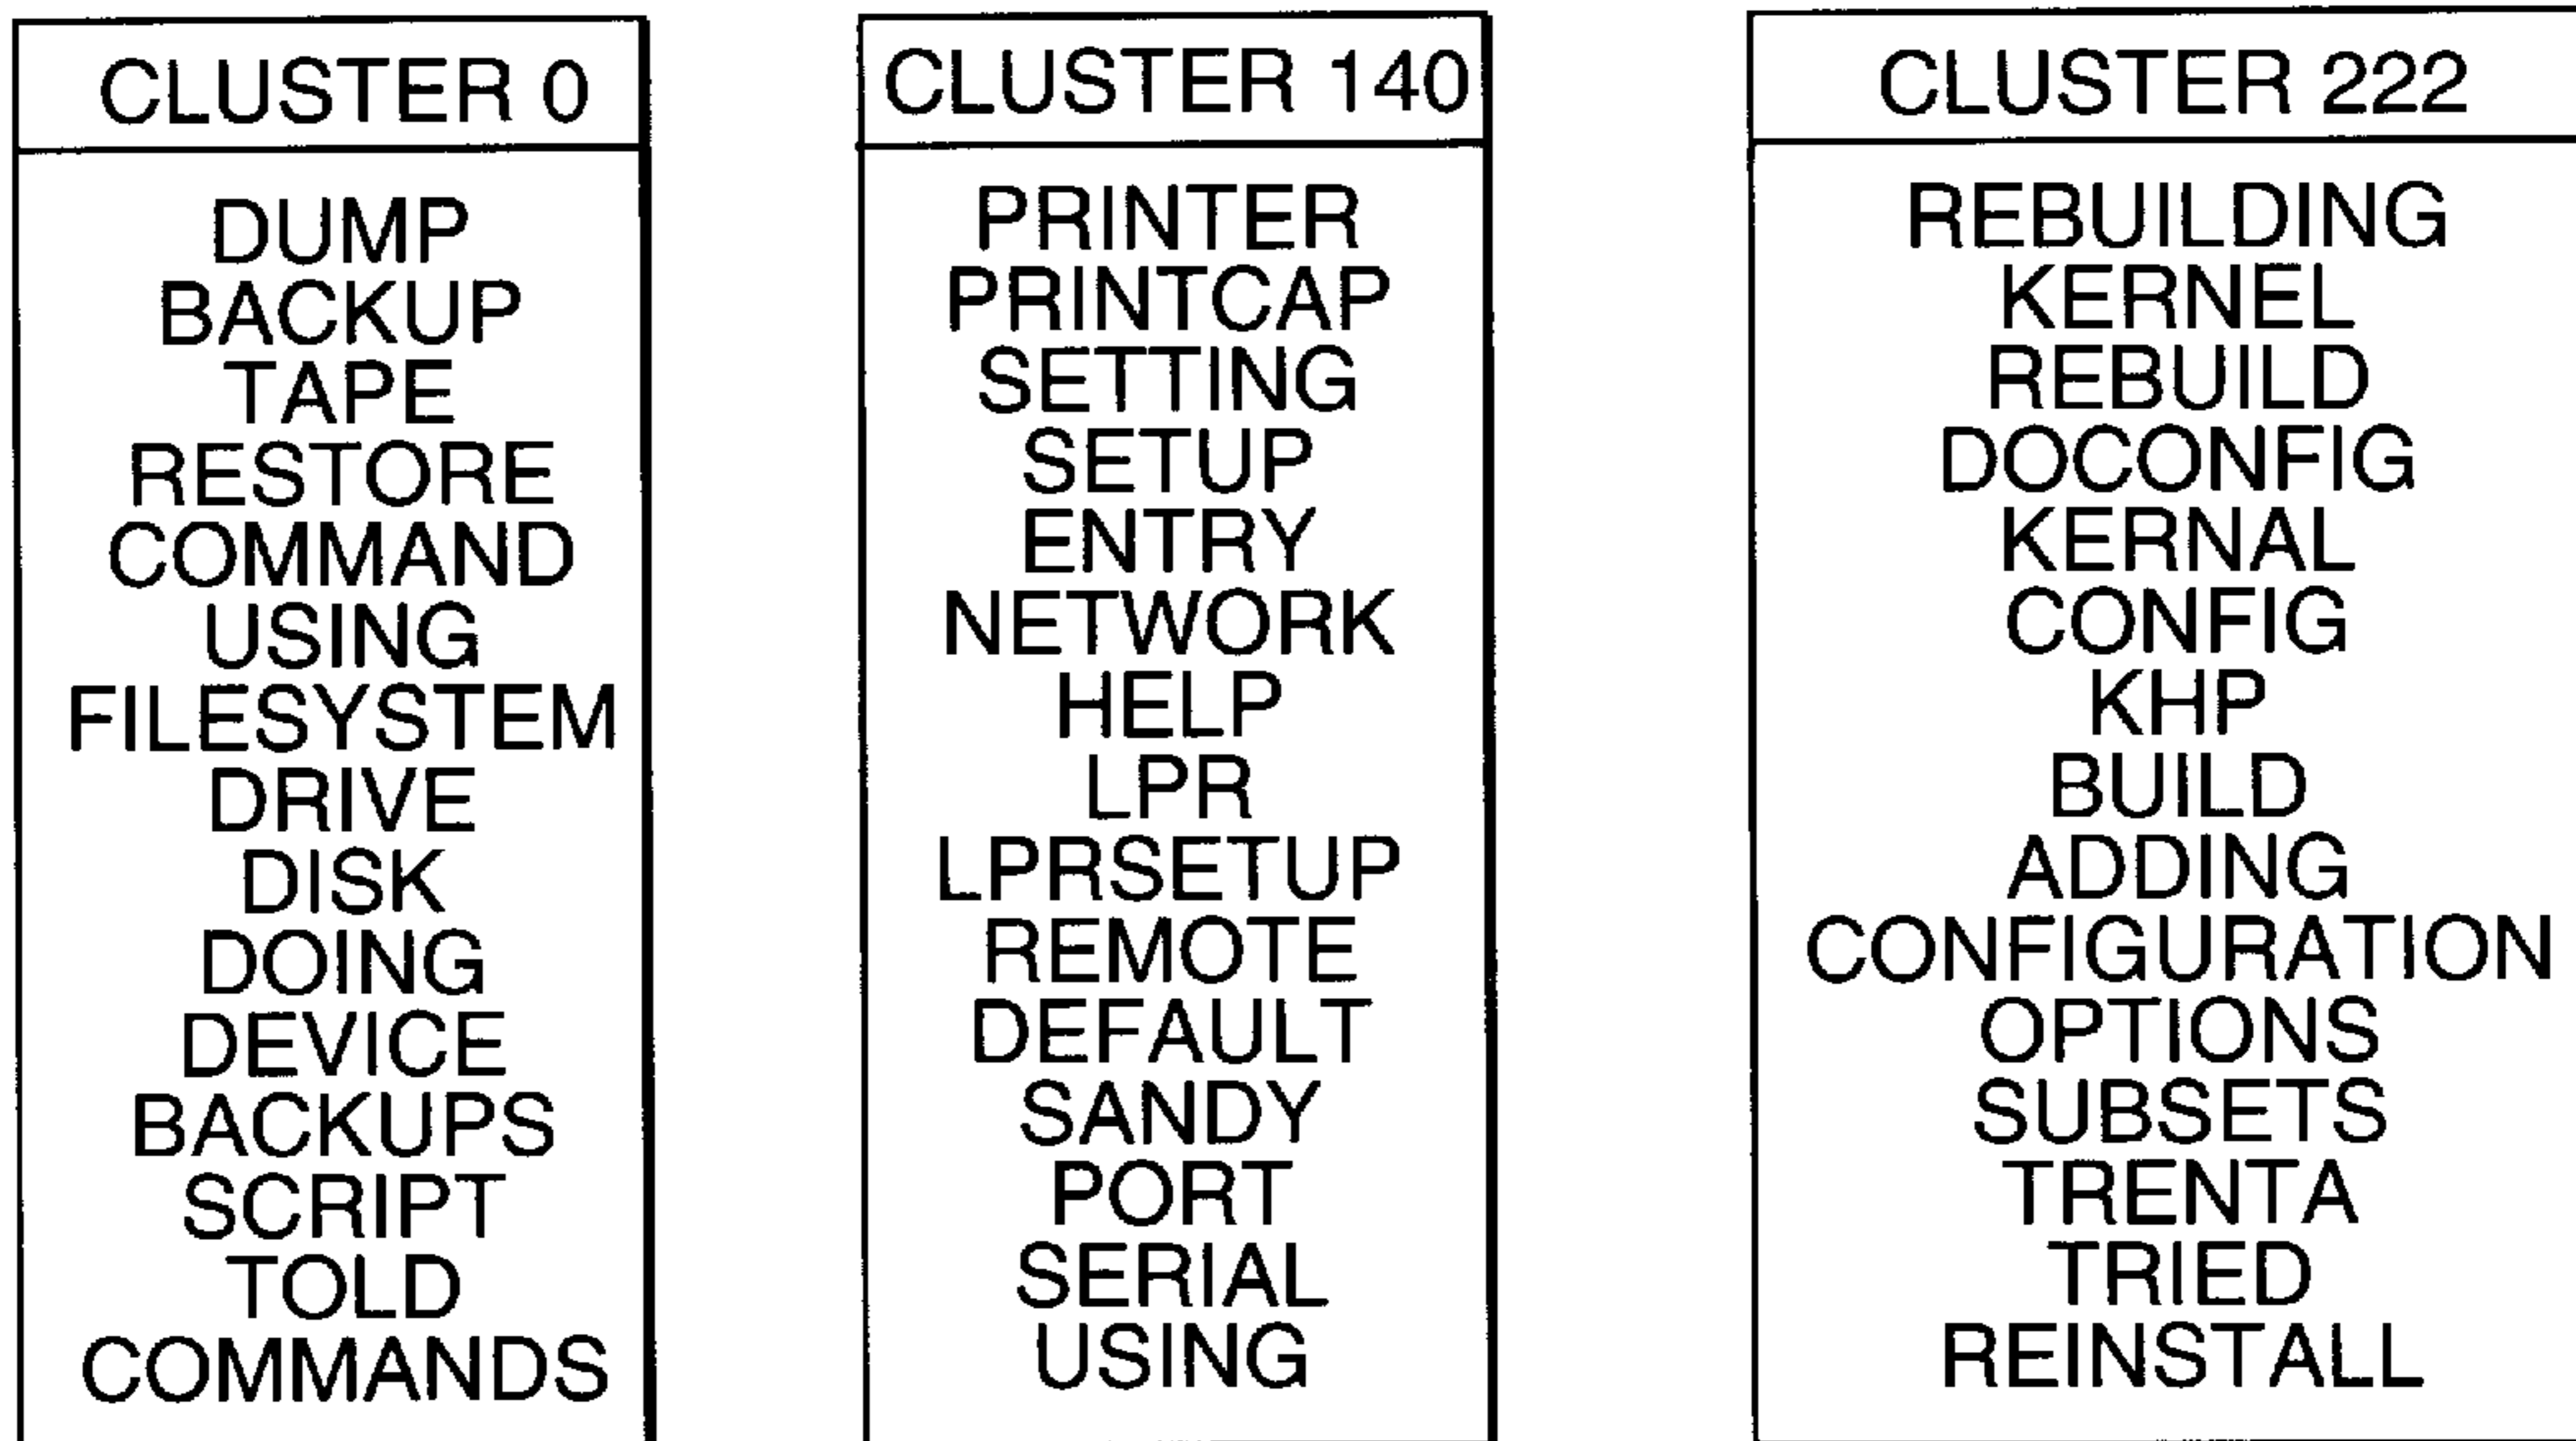 CLUSTER 0
DUMP
BACKUP
TAPE
RESTORE
COMMAND
USING
FILESYSTEM
DRIVE
DISK
DOING
DEVICE
BACKUPS
SCRIPT
TOLD
COMMANDS
CLUSTER 140
PRINTER
PRINTCAP
SETTING
SETUP
ENTRY
NETWORK
HELP
LPR
LPRSETUP
REMOTE
DEFAULT
SANDY
PORT
SERIAL
USING
CLUSTER 222
REBUILDING
KERNEL
REBUILD
DOCONFIG
KERNAL
CONFIG
KHP
BUILD
ADDING
CONFIGURATION
OPTIONS
SUBSETS
TRENTA
TRIED
REINSTALL